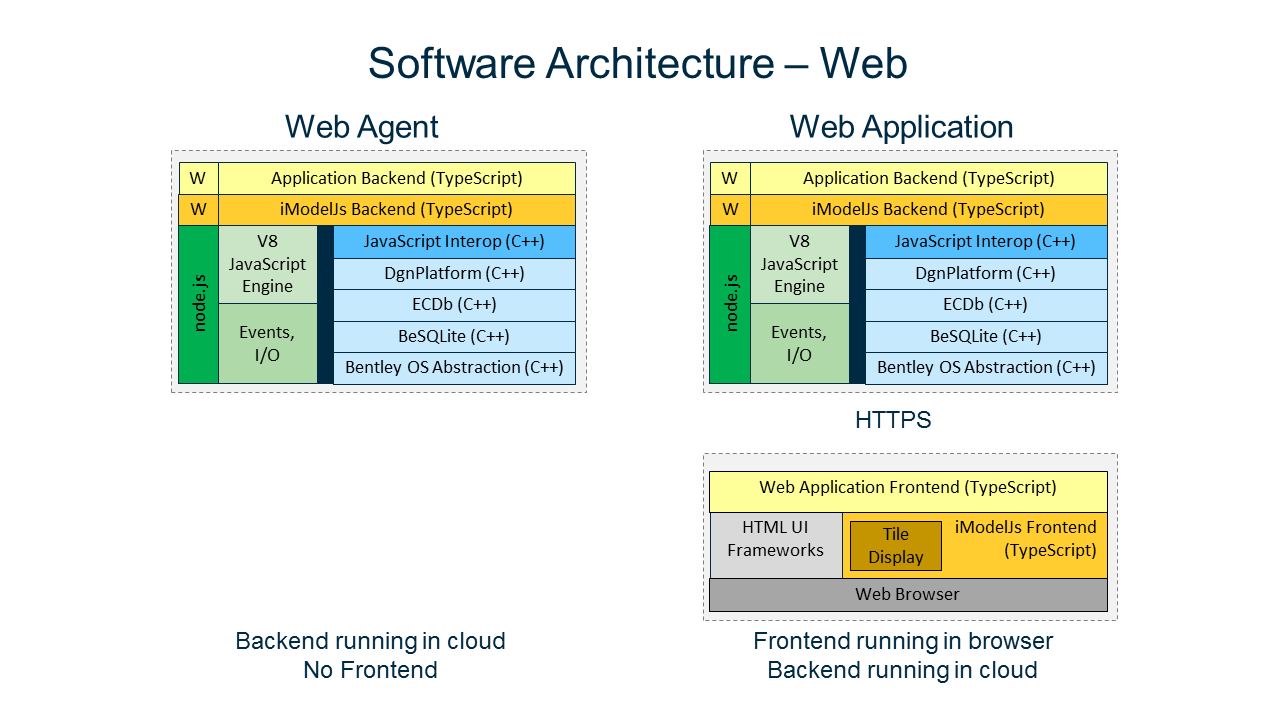 Software Architecture – Web
Web Agent
W
Application Backend (TypeScript)
W
iModelJs Backend (TypeScript)
node.js
V8
JavaScript
Engine
Events,
I/O
JavaScript Interop (C++)
DgnPlatform (C++)
ECDb (C++)
BeSQLite (C++)
Bentley OS Abstraction (C++)
Backend running in cloud
No Frontend
Web Application
W
Application Backend (TypeScript)
W
iModelJs Backend (TypeScript)
node.js
V8
JavaScript
Engine
Events,
I/O
JavaScript Interop (C++)
DgnPlatform (C++)
ECDb (C++)
BeSQLite (C++)
Bentley OS Abstraction (C++)
HTTPS
Web Application Frontend (TypeScript)
HTML UI
Frameworks
Tile
Display
iModelJs Frontend
(TypeScript)
Web Browser
Frontend running in browser
Backend running in cloud